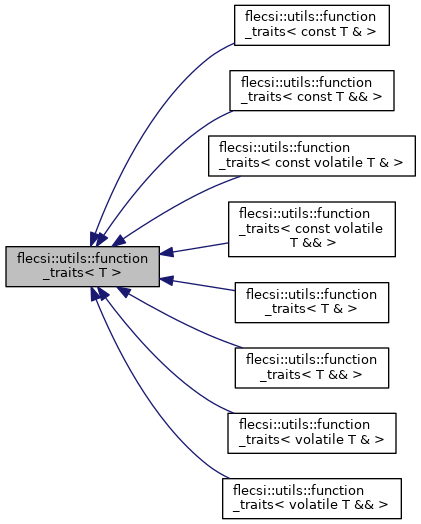 flecsi::utils::function
_traits< const T & >
flecsi::utils::function
_traits< const T && >
flecsi::utils::function
_traits< const volatile T & >
flecsi::utils::function
_traits< const volatile
T && >
flecsi::utils::function
_traits< T >
flecsi::utils::function
_traits< T & >
flecsi::utils::function
_traits< T && >
flecsi::utils::function
_traits< volatile T & >
flecsi::utils::function
_traits< volatile T && >